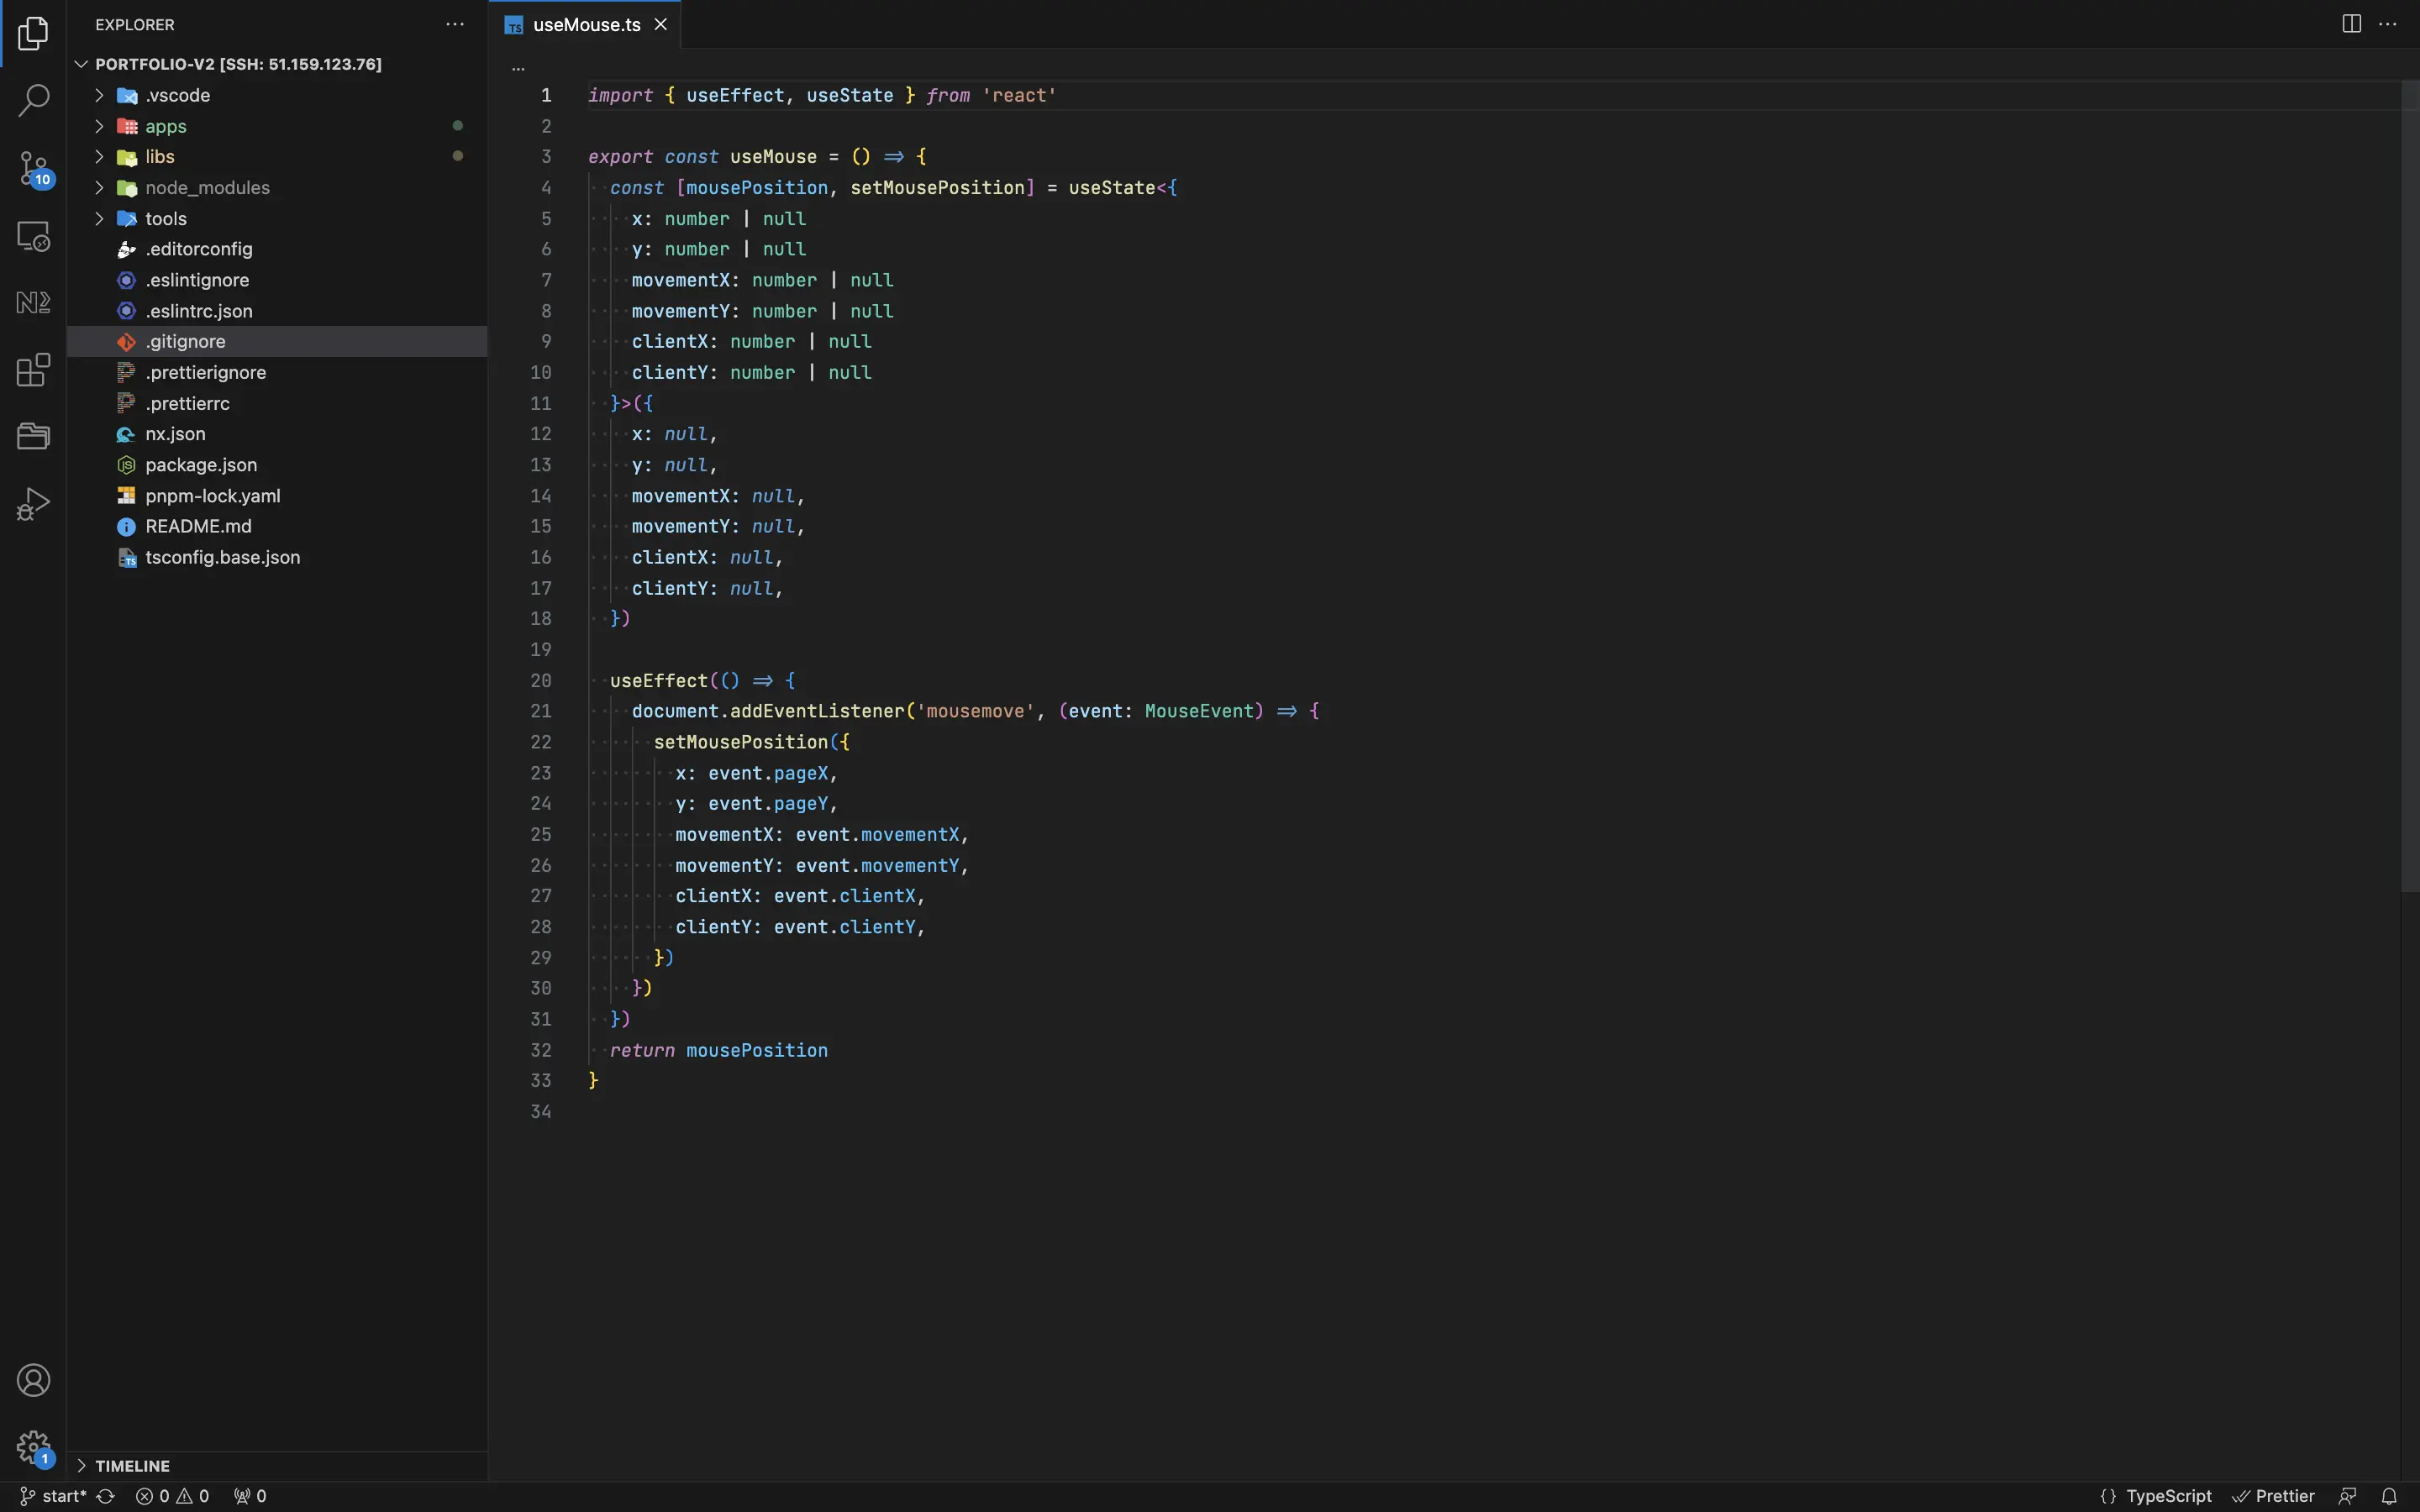 EXPLORER
PORTFOLIO-V2 [SSH: 51.159.123.76]
.vscode
apps
libs
node_modules
tools
.editorconfig
.eslintignore
.eslintrc.json
.gitignore
.prettierignore
.prettierrc
nx.json
package.json
pnpm-lock.yaml
README.md
tsconfig.base.json
TIMELINE
10
1
useMouse.ts
...
1 import { useEffect, useState } from 'react'
2
3 export const useMouse = () => {
4   const [mousePosition, setMousePosition] = useState<{
5     x: number | null
6     y: number | null
7     movementX: number | null
8     movementY: number | null
9     clientX: number | null
10     clientY: number | null
11   }>({
12     x: null,
13     y: null,
14     movementX: null,
15     movementY: null,
16     clientX: null,
17     clientY: null,
18   })
19
20   useEffect(() => {
21     document.addEventListener('mousemove', (event: MouseEvent) => {
22       setMousePosition({
23         x: event.pageX,
24         y: event.pageY,
25         movementX: event.movementX,
26         movementY: event.movementY,
27         clientX: event.clientX,
28         clientY: event.clientY,
29       })
30     })
31   })
32   return mousePosition
33 }
34
start* 0 0 0 {} TypeScript Prettier